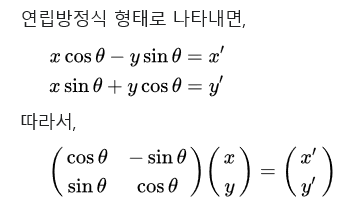 연립방정식 형태로 나타내면,
x cos θ − y sin θ = x′
x sin θ + y cos θ = y′
따라서,
( cos θ − sin θ ) ( x ) = ( x′ )
( sin θ cos θ ) ( y ) = ( y′ )